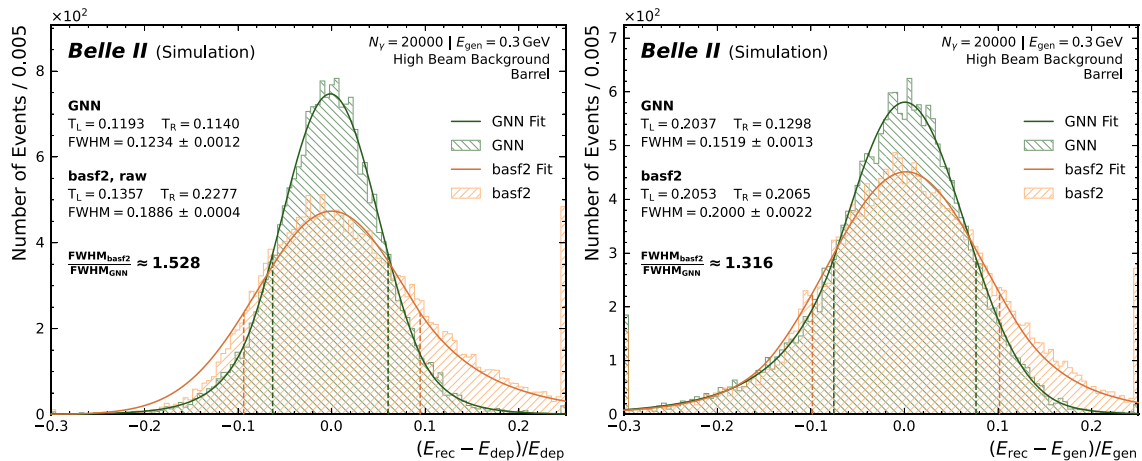 ×10²
Number of Events / 0.005
Belle II (Simulation)
N_γ = 20000 | E_gen = 0.3 GeV
High Beam Background
Barrel
GNN
T_L = 0.1193 T_R = 0.1140
FWHM = 0.1234 ± 0.0012
basf2, raw
T_L = 0.1357 T_R = 0.2277
FWHM = 0.1886 ± 0.0004
FWHM_basf2
FWHM_GNN ≈ 1.528
GNN Fit
GNN
basf2 Fit
basf2
8
6
4
2
0
−0.3 −0.2 −0.1 0.0 0.1 0.2
(E_rec − E_dep)/E_dep
×10²
Number of Events / 0.005
Belle II (Simulation)
N_γ = 20000 | E_gen = 0.3 GeV
High Beam Background
Barrel
GNN
T_L = 0.2037 T_R = 0.1298
FWHM = 0.1519 ± 0.0013
basf2
T_L = 0.2053 T_R = 0.2065
FWHM = 0.2000 ± 0.0022
FWHM_basf2
FWHM_GNN ≈ 1.316
GNN Fit
GNN
basf2 Fit
basf2
7
6
5
4
3
2
1
0
−0.3 −0.2 −0.1 0.0 0.1 0.2
(E_rec − E_gen)/E_gen